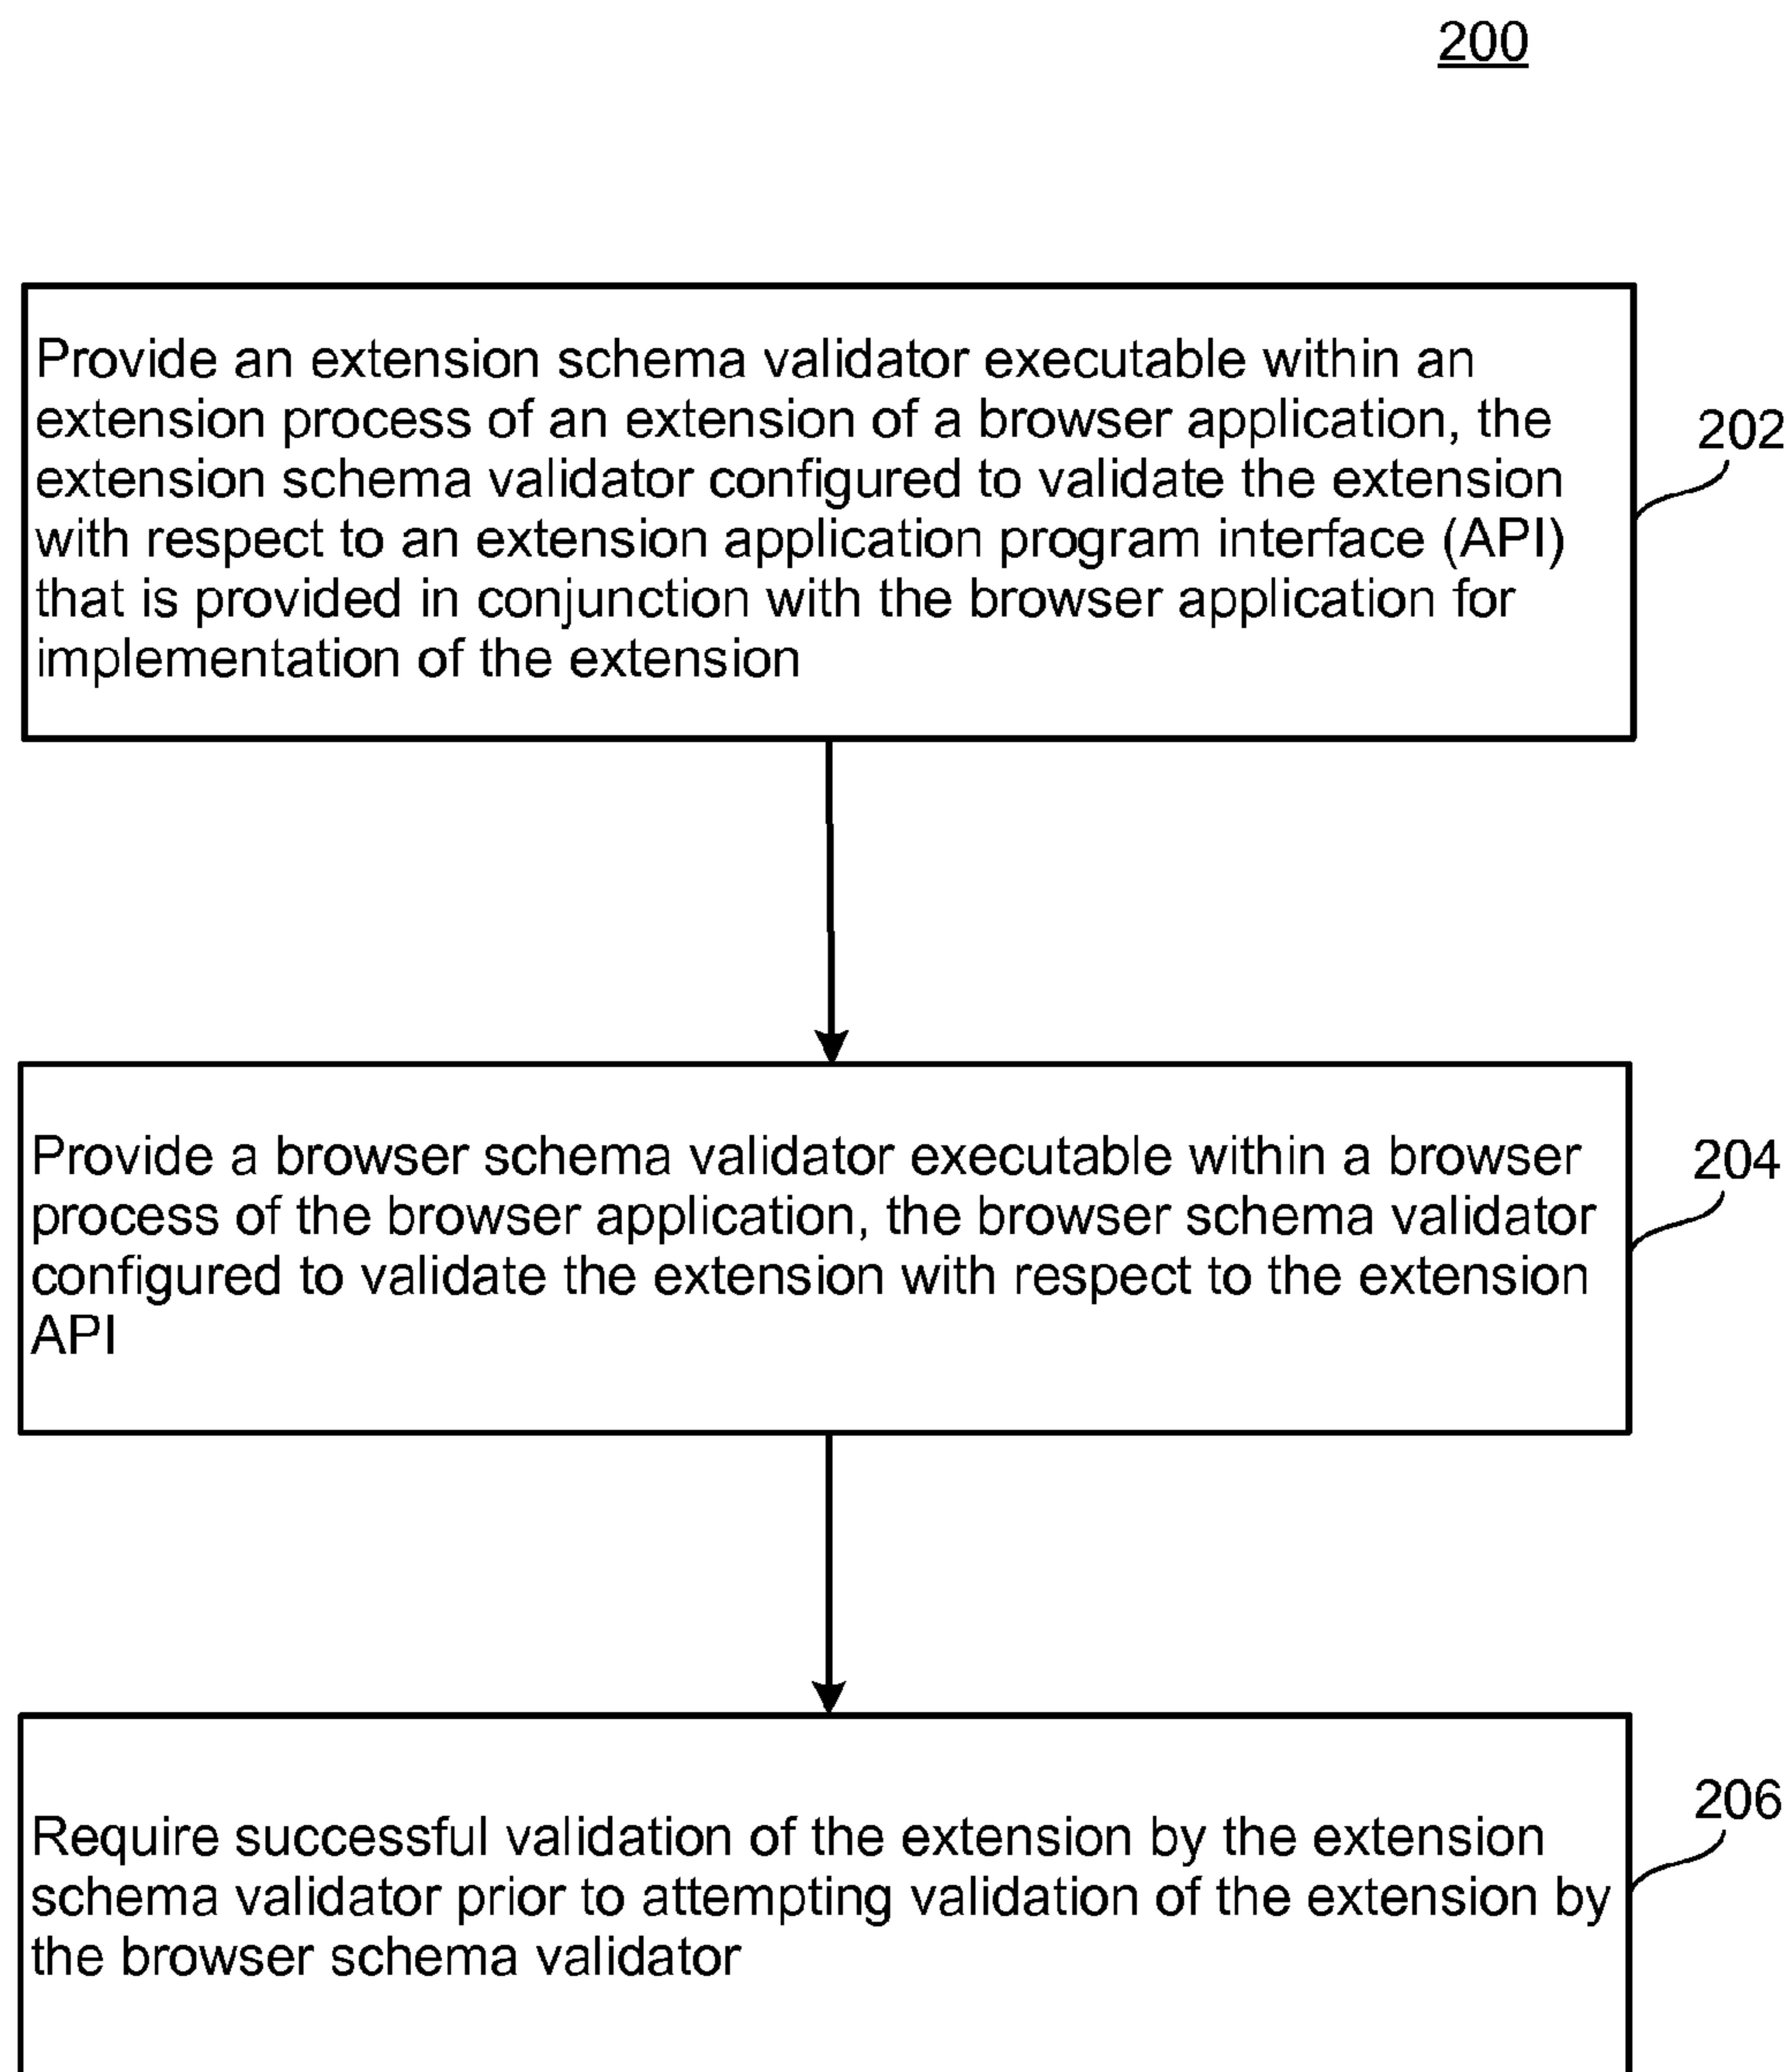 200
Provide an extension schema validator executable within an
extension process of an extension of a browser application, the
extension schema validator configured to validate the extension
with respect to an extension application program interface (API)
that is provided in conjunction with the browser application for
implementation of the extension
202
Provide a browser schema validator executable within a browser
process of the browser application, the browser schema validator
configured to validate the extension with respect to the extension
API
204
Require successful validation of the extension by the extension
schema validator prior to attempting validation of the extension by
the browser schema validator
206